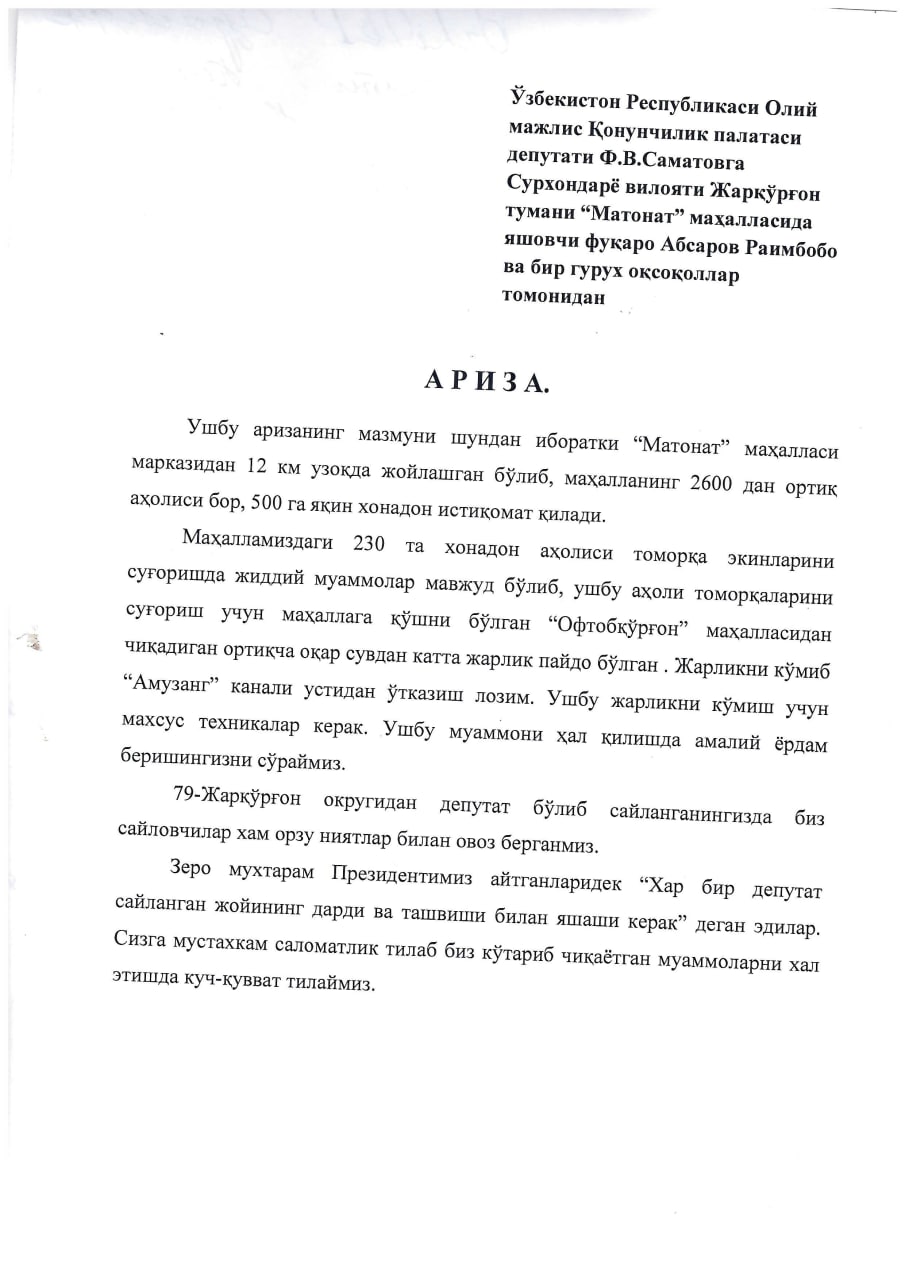 Ўзбекистон Республикаси Олий
мажлис Қонунчилик палатаси
депутати Ф.В.Саматовга
Сурхондарё вилояти Жарқўрғон
тумани “Матонат” маҳалласида
яшовчи фуқаро Абсаров Раимбобо
ва бир гурух оқсоқоллар
томонидан
А Р И З А.
Ушбу аризанинг мазмуни шундан иборатки “Матонат” маҳалласи
марказидан 12 км узоқда жойлашган бўлиб, маҳалланинг 2600 дан ортиқ
аҳолиси бор, 500 га яқин хонадон истиқомат қилади.
Маҳалламиздаги 230 та хонадон аҳолиси томорқа экинларини
суғоришда жиддий муаммолар мавжуд бўлиб, ушбу аҳоли томорқаларини
суғориш учун маҳаллага қўшни бўлган “Офтобқўрғон” маҳалласидан
чиқадиган ортиқча оқар сувдан катта жарлик пайдо бўлган . Жарликни кўмиб
“Амузанг” канали устидан ўтказиш лозим. Ушбу жарликни кўмиш учун
махсус техникалар керак. Ушбу муаммони ҳал қилишда амалий ёрдам
беришингизни сўраймиз.
79-Жарқўрғон округидан депутат бўлиб сайланганингизда биз
сайловчилар хам орзу ниятлар билан овоз берганмиз.
Зеро мухтарам Президентимиз айтганларидек “Хар бир депутат
сайланган жойининг дарди ва ташвиши билан яшаши керак” деган эдилар.
Сизга мустахкам саломатлик тилаб биз кўтариб чиқаётган муаммоларни хал
этишда куч-қувват тилаймиз.